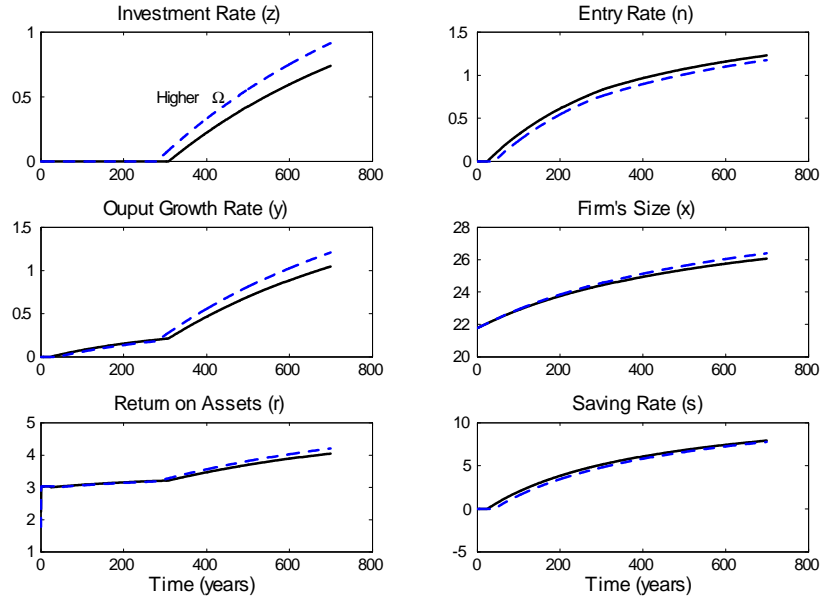 Investment Rate (z)
1
0.5
0
Higher Ω
0 200 400 600 800
Entry Rate (n)
1.5
1
0.5
0
0 200 400 600 800
Ouput Growth Rate (y)
1.5
1
0.5
0
0 200 400 600 800
Firm's Size (x)
28
26
24
22
20
0 200 400 600 800
Return on Assets (r)
5
4
3
2
1
0 200 400 600 800
Time (years)
Saving Rate (s)
10
5
0
-5
0 200 400 600 800
Time (years)